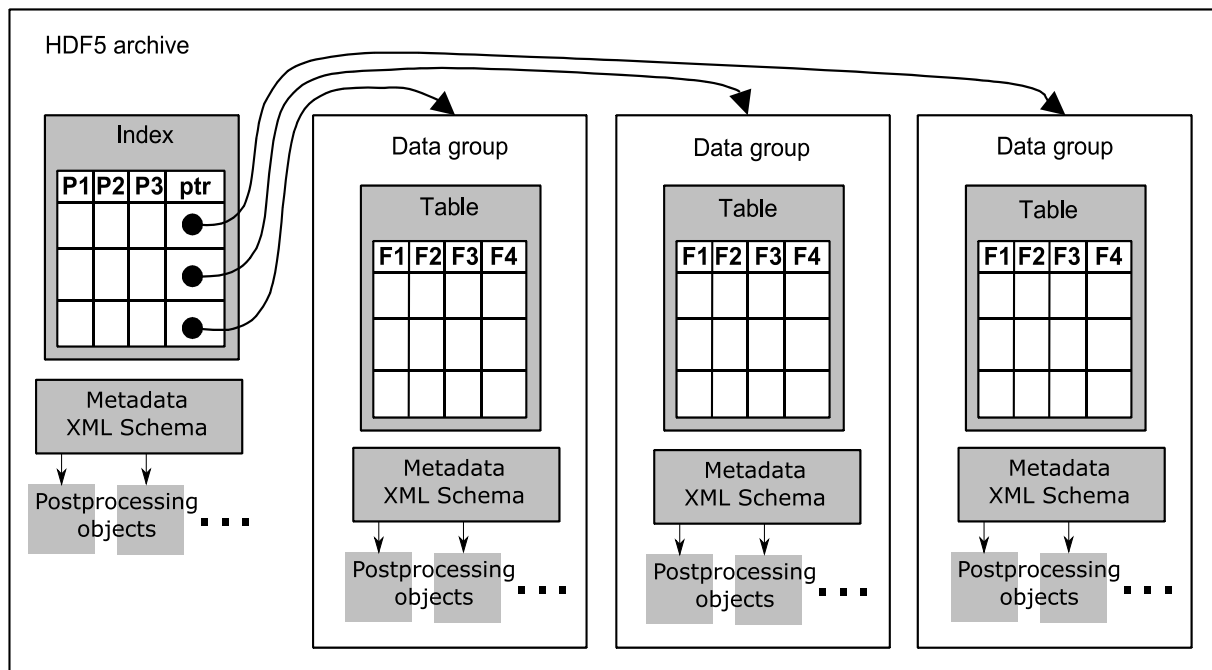 HDF5 archive
Index
P1 P2 P3 ptr
Metadata
XML Schema
Postprocessing
objects
Data group
Table
F1 F2 F3 F4
Metadata
XML Schema
Postprocessing
objects
Data group
Table
F1 F2 F3 F4
Metadata
XML Schema
Postprocessing
objects
Data group
Table
F1 F2 F3 F4
Metadata
XML Schema
Postprocessing
objects